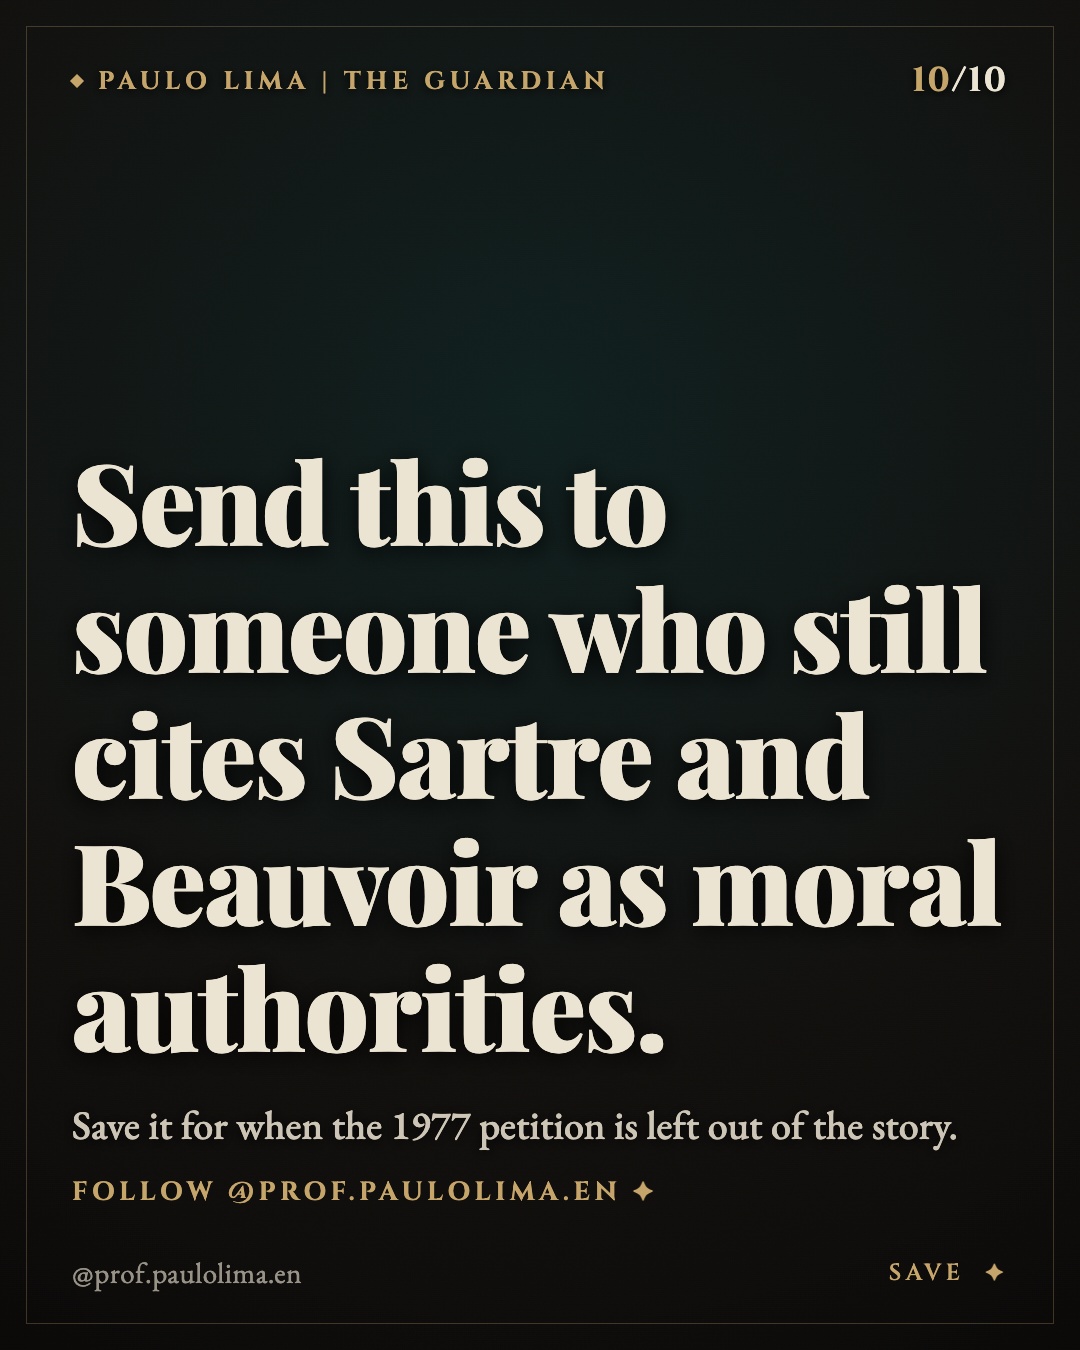 ◆ PAULO LIMA | THE GUARDIAN
10/10
Send this to
someone who still
cites Sartre and
Beauvoir as moral
authorities.
Save it for when the 1977 petition is left out of the story.
FOLLOW @PROF.PAULOLIMA.EN ✦
@prof.paulolima.en
SAVE ✦